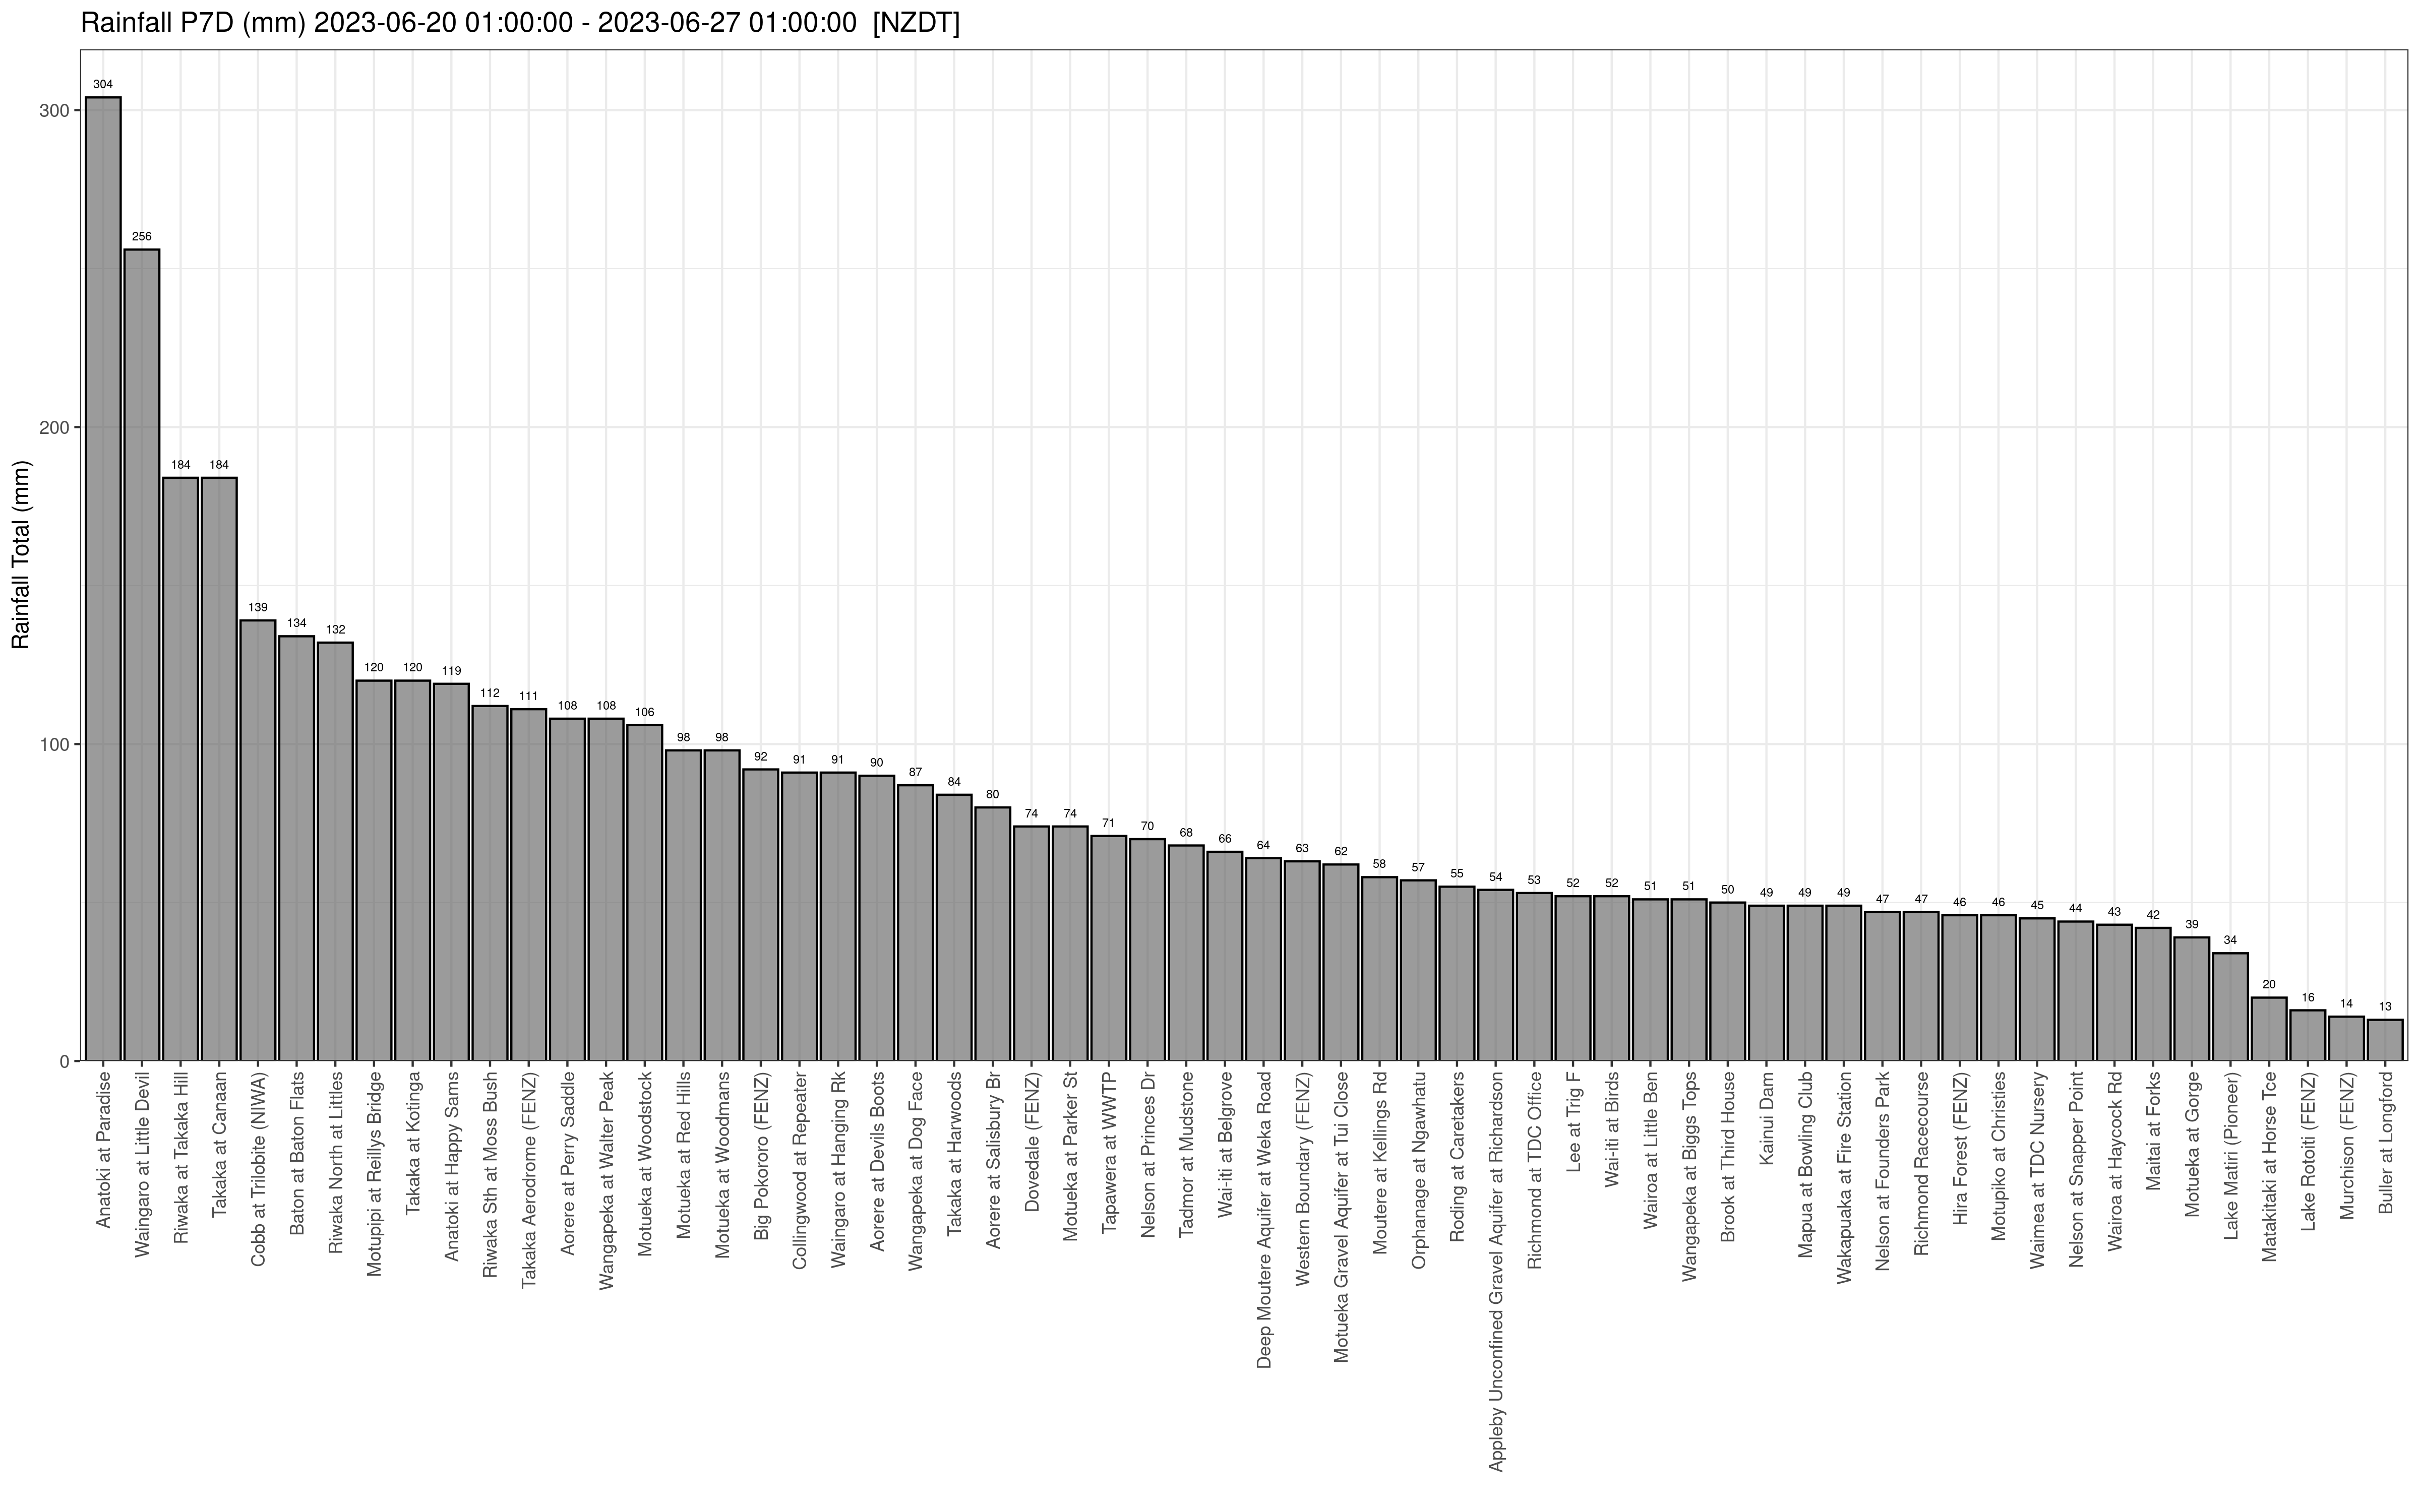 Rainfall P7D (mm) 2023-06-20 01:00:00 - 2023-06-27 01:00:00 [NZDT]
Rainfall Total (mm)
300
200
100
0
304
256
184
184
139
134
132
120
120
119
112
111
108
108
106
98
98
92
91
91
90
87
84
80
74
74
71
70
68
66
64
63
62
58
57
55
54
53
52
52
51
51
50
49
49
49
47
47
46
46
45
44
43
42
39
34
20
16
14
13
Anatoki at Paradise
Waingaro at Little Devil
Riwaka at Takaka Hill
Takaka at Canaan
Cobb at Trilobite (NIWA)
Baton at Baton Flats
Riwaka North at Littles
Motupipi at Reillys Bridge
Takaka at Kotinga
Anatoki at Happy Sams
Riwaka Sth at Moss Bush
Takaka Aerodrome (FENZ)
Aorere at Perry Saddle
Wangapeka at Walter Peak
Motueka at Woodstock
Motueka at Red Hills
Motueka at Woodmans
Big Pokororo (FENZ)
Collingwood at Repeater
Waingaro at Hanging Rk
Aorere at Devils Boots
Wangapeka at Dog Face
Takaka at Harwoods
Aorere at Salisbury Br
Dovedale (FENZ)
Motueka at Parker St
Tapawera at WWTP
Nelson at Princes Dr
Tadmor at Mudstone
Wai-iti at Belgrove
Deep Moutere Aquifer at Weka Road
Western Boundary (FENZ)
Motueka Gravel Aquifer at Tui Close
Moutere at Kellings Rd
Orphanage at Ngawhatu
Roding at Caretakers
Appleby Unconfined Gravel Aquifer at Richardson
Richmond at TDC Office
Lee at Trig F
Wai-iti at Birds
Wairoa at Little Ben
Wangapeka at Biggs Tops
Brook at Third House
Kainui Dam
Mapua at Bowling Club
Wakapuaka at Fire Station
Nelson at Founders Park
Richmond Racecourse
Hira Forest (FENZ)
Motupiko at Christies
Waimea at TDC Nursery
Nelson at Snapper Point
Wairoa at Haycock Rd
Maitai at Forks
Motueka at Gorge
Lake Matiri (Pioneer)
Matakitaki at Horse Tce
Lake Rotoiti (FENZ)
Murchison (FENZ)
Buller at Longford